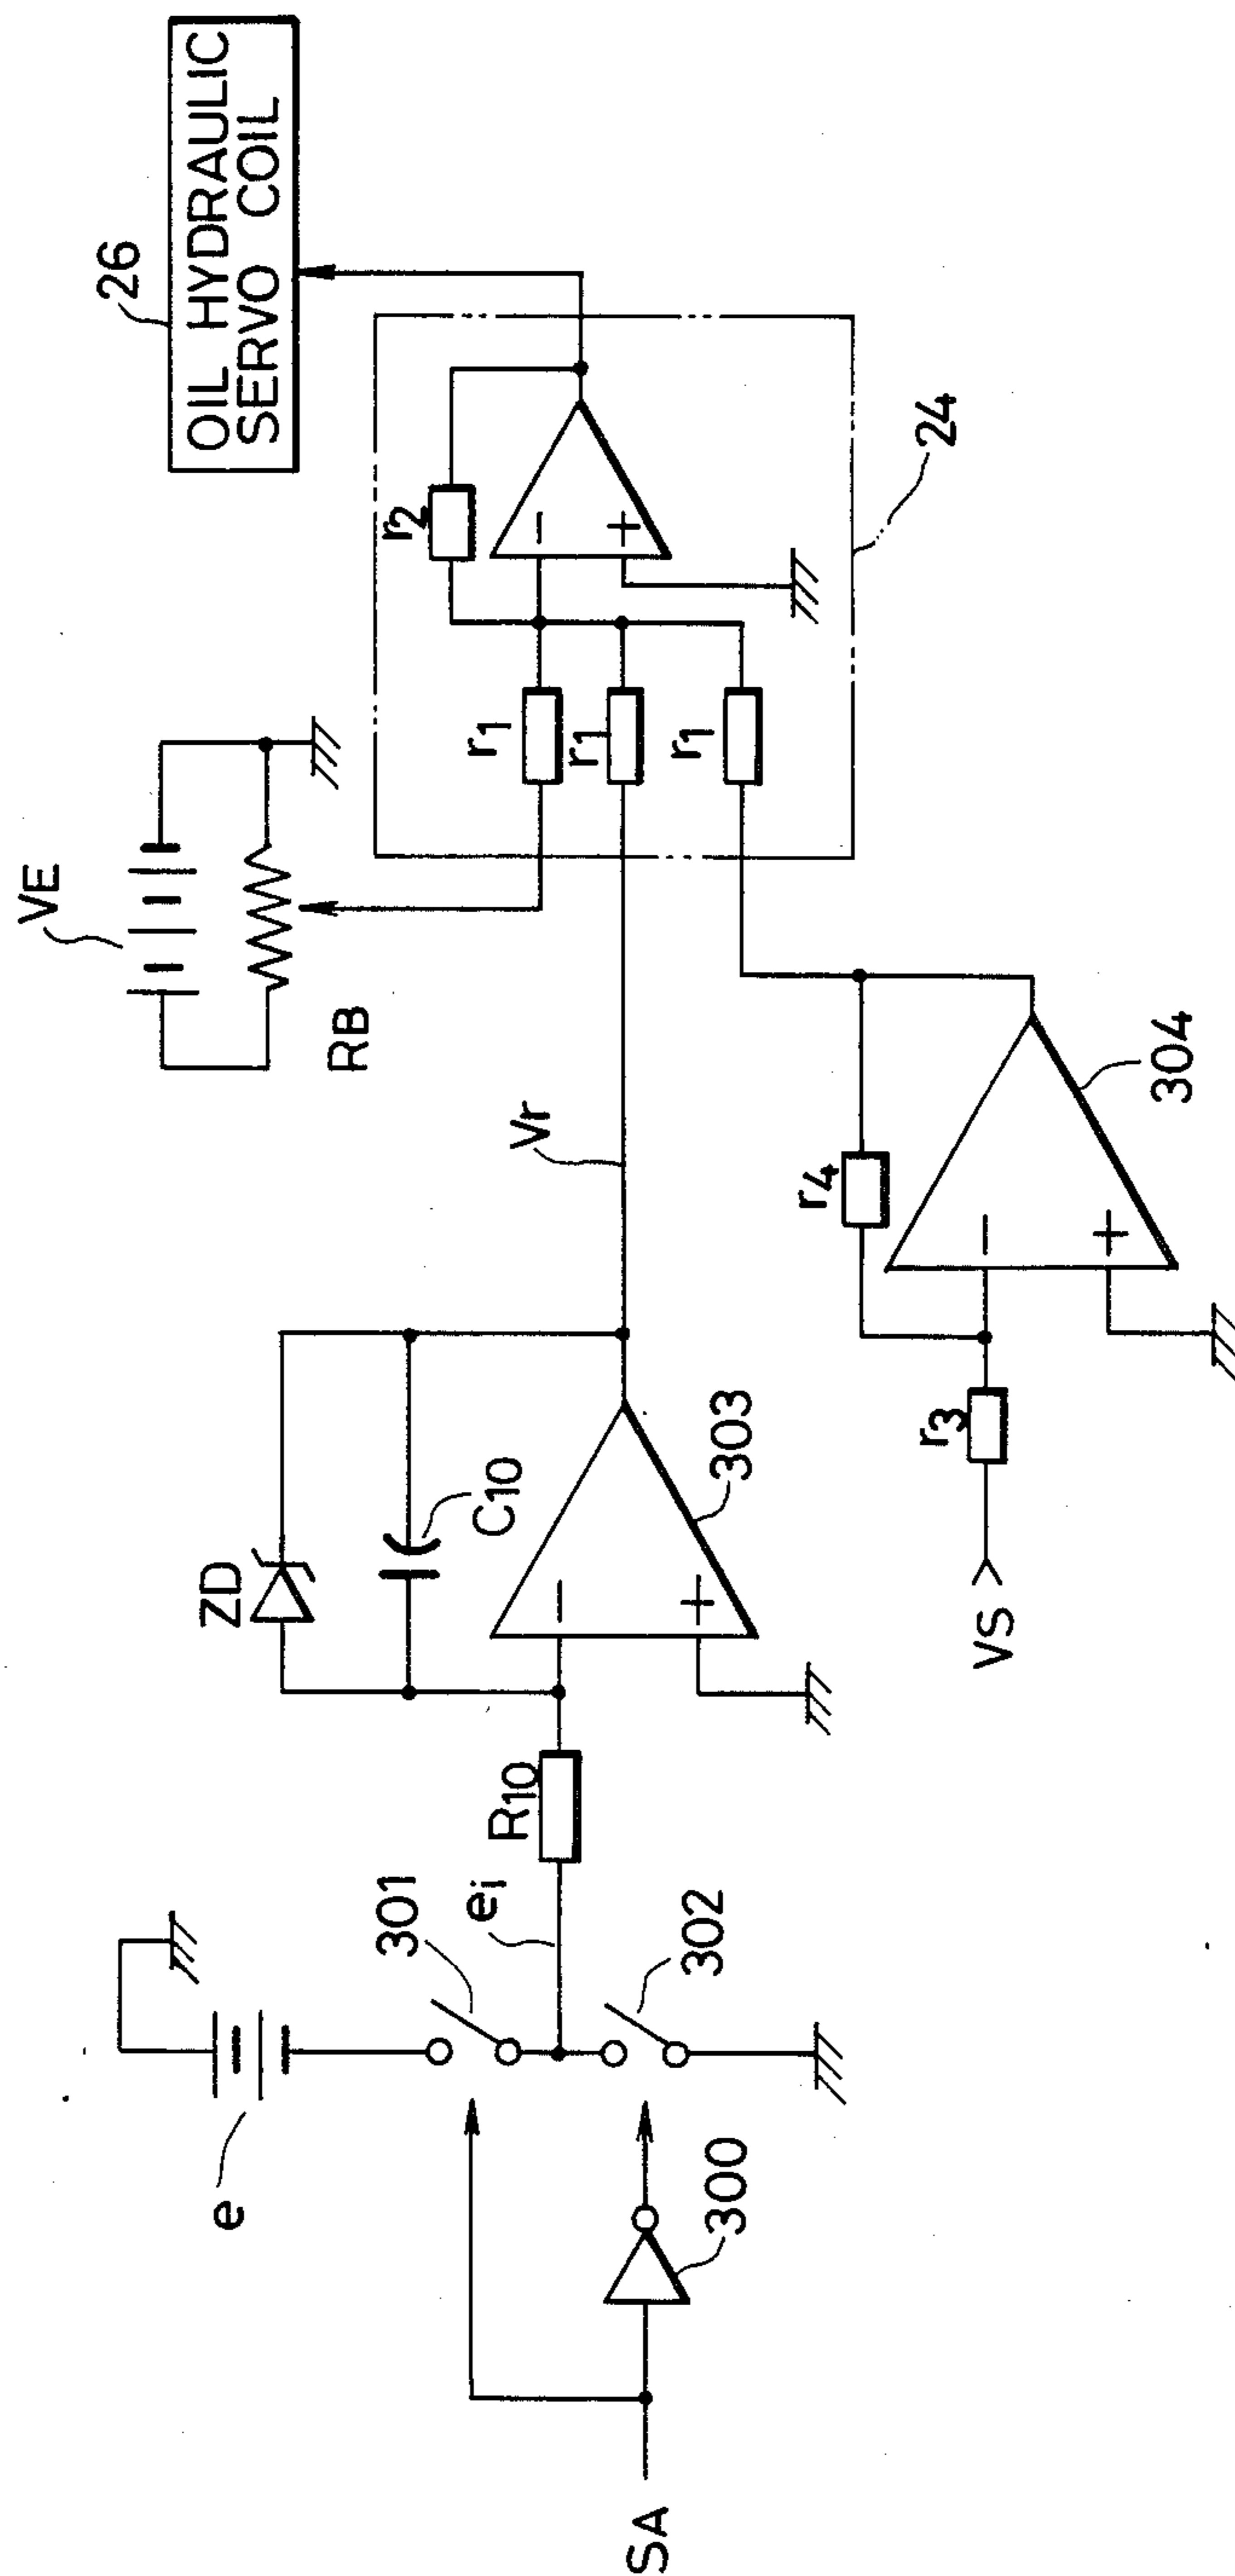 OIL HYDRAULIC
SERVO COIL
26
VE
RB
r2
r1
r1
r1
24
Vr
ZD
C10
303
r4
304
r3
VS
R10
ei
301
302
e
300
SA